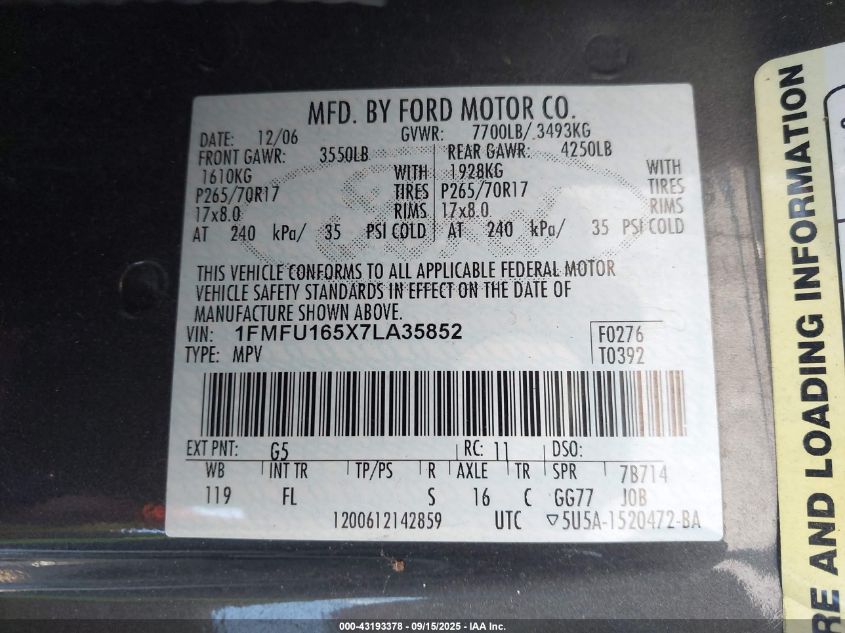 MFD. BY FORD MOTOR CO.
DATE: 12/06 GVWR: 7700LB/ 3493KG
FRONT GAWR: 3550LB REAR GAWR: 4250LB
1610KG WITH 1928KG WITH
P265/70R17 TIRES P265/70R17 TIRES
17x8.0 RIMS 17x8.0 RIMS
AT 240 kPa/ 35 PSI COLD AT 240 kPa/ 35 PSI COLD
THIS VEHICLE CONFORMS TO ALL APPLICABLE FEDERAL MOTOR
VEHICLE SAFETY STANDARDS IN EFFECT ON THE DATE OF
MANUFACTURE SHOWN ABOVE.
VIN: 1FMFU165X7LA35852 F0276
TYPE: MPV T0392
EXT PNT: G5 RC: 11 DSO:
WB INT TR TP/PS R AXLE TR SPR 7B714
119 FL S 16 C GG77 JOB
1200612142859 UTC ▽5U5A-1520472-BA
RE AND LOADING INFORMATION
000-43193378 - 09/15/2025 - IAA Inc.